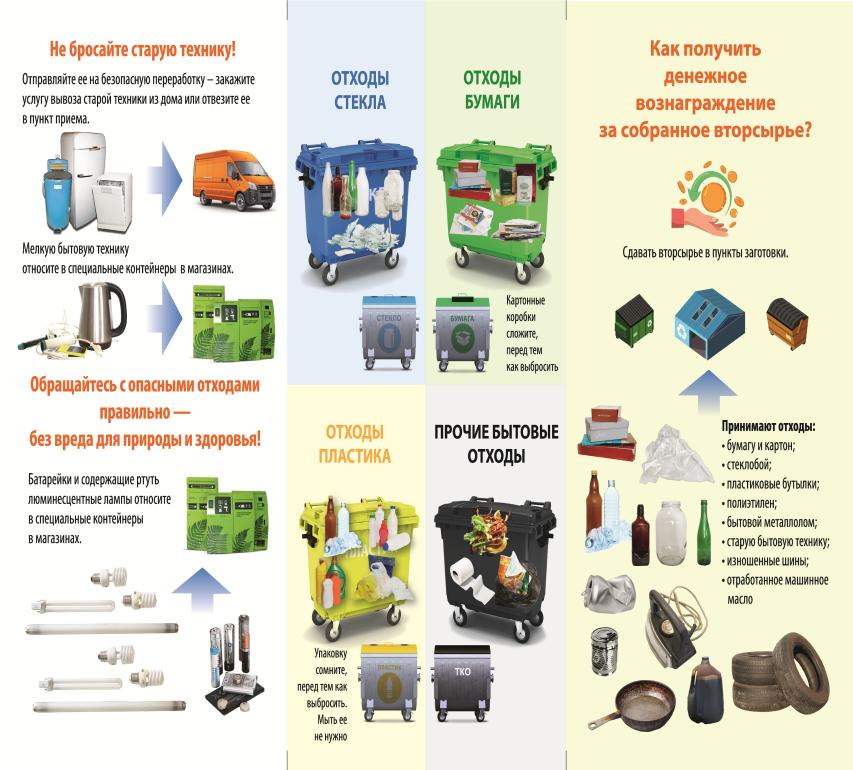 Не бросайте старую технику!
Отправляйте ее на безопасную переработку – закажите
услугу вывоза старой техники из дома или отвезите ее
в пункт приема.
Мелкую бытовую технику
относите в специальные контейнеры в магазинах.
Обращайтесь с опасными отходами
правильно —
без вреда для природы и здоровья!
Батарейки и содержащие ртуть
люминесцентные лампы относите
в специальные контейнеры
в магазинах.
ОТХОДЫ
СТЕКЛА
СТЕКЛО
ОТХОДЫ
БУМАГИ
БУМАГА
Картонные
коробки
сложите,
перед тем
как выбросить
ОТХОДЫ
ПЛАСТИКА
Упаковку
сомните,
перед тем как
выбросить.
Мыть ее
не нужно
ПЛАСТИК
ПРОЧИЕ БЫТОВЫЕ
ОТХОДЫ
ТКО
Как получить
денежное
вознаграждение
за собранное вторсырье?
Сдавать вторсырье в пункты заготовки.
Принимают отходы:
• бумагу и картон;
• стеклобой;
• пластиковые бутылки;
• полиэтилен;
• бытовой металлолом;
• старую бытовую технику;
• изношенные шины;
• отработанное машинное
масло